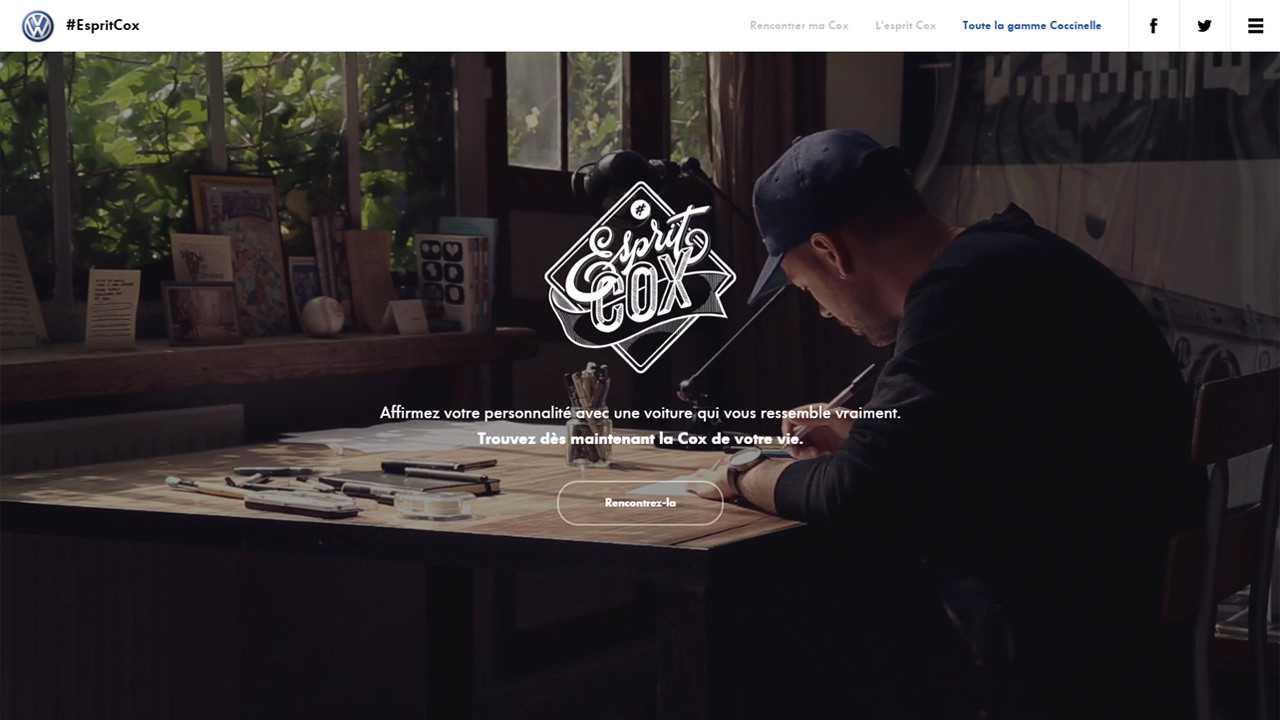 #EspritCox
Rencontrer ma Cox
L'esprit Cox
Toute la gamme Coccinelle
#
Esprit
COX
Affirmez votre personnalité avec une voiture qui vous ressemble vraiment.
Trouvez dès maintenant la Cox de votre vie.
Rencontrez-la